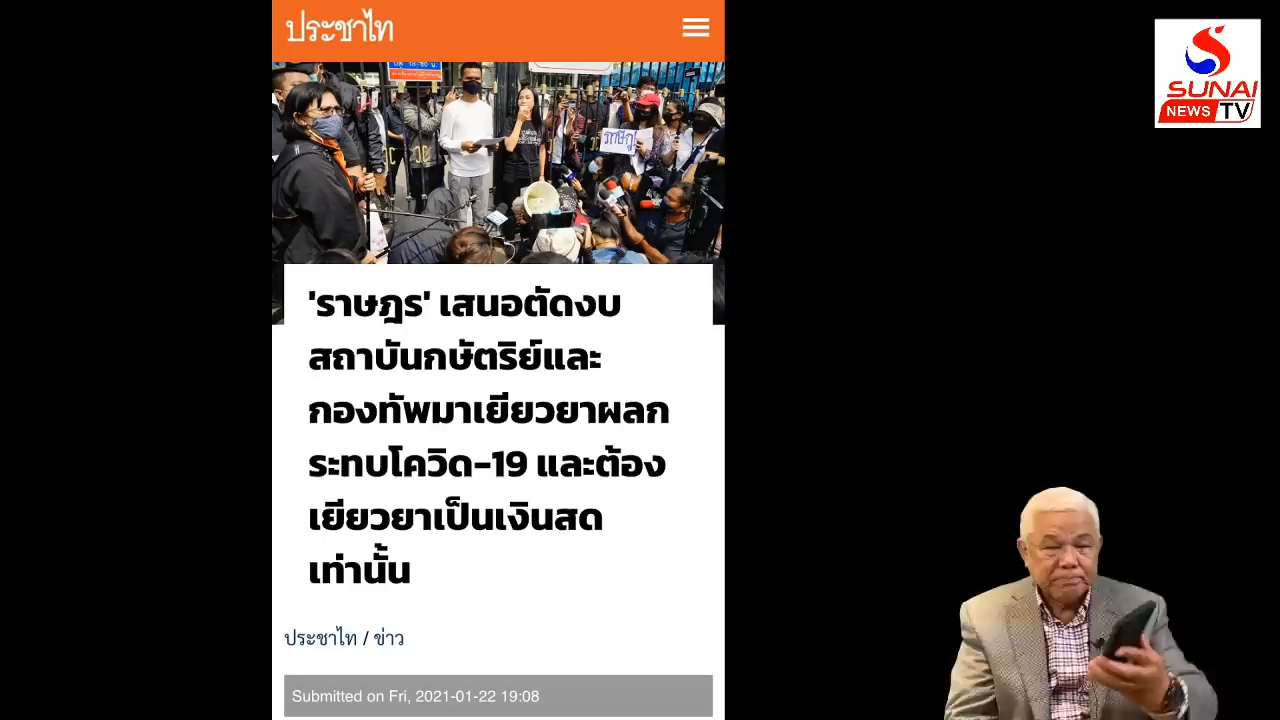 ประชาไท
SUNAI
NEWS TV
ราษฎร
'ราษฎร' เสนอตัดงบ
สถาบันกษัตริย์และ
กองทัพมาเยียวยาผลก
ระทบโควิด-19 และต้อง
เยียวยาเป็นเงินสด
เท่านั้น
ประชาไท / ข่าว
Submitted on Fri, 2021-01-22 19:08